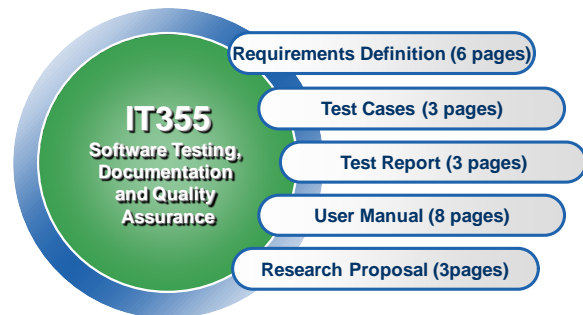 IT355
Software Testing,
Documentation
and Quality
Assurance
Requirements Definition (6 pages)
Test Cases (3 pages)
Test Report (3 pages)
User Manual (8 pages)
Research Proposal (3pages)